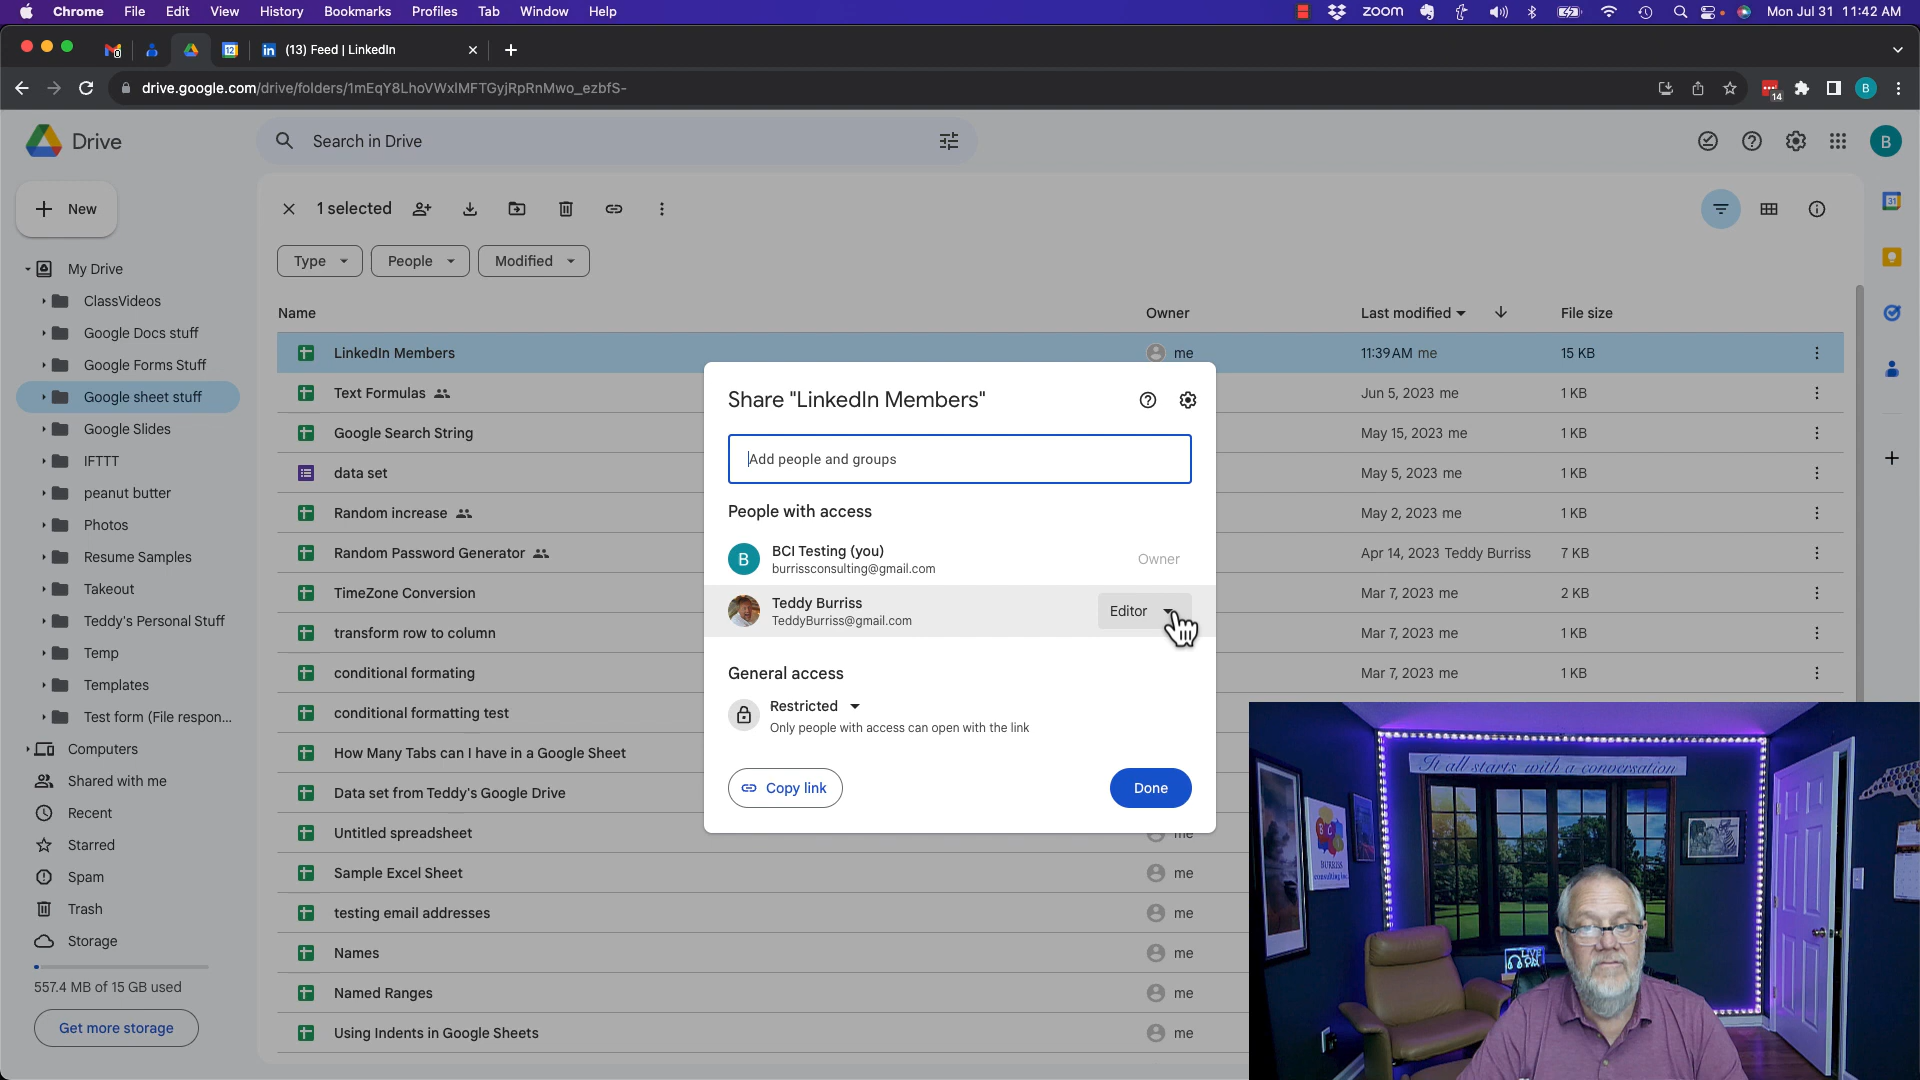 Chrome File Edit View History Bookmarks Profiles Tab Window Help zoom Mon Jul 31 11:42 AM
(13) Feed | LinkedIn
drive.google.com/drive/folders/1mEqY8LhoVWxIMFTGyjRpRnMwo_ezbfS-
14
B
Drive
Search in Drive
B
New
1 selected
31
Type People Modified
My Drive
ClassVideos
Google Docs stuff
Google Forms Stuff
Google sheet stuff
Google Slides
IFTTT
peanut butter
Photos
Resume Samples
Takeout
Teddy's Personal Stuff
Temp
Templates
Test form (File respon...
Computers
Shared with me
Recent
Starred
Spam
Trash
Storage
557.4 MB of 15 GB used
Get more storage
Name Owner Last modified File size
LinkedIn Members me 11:39 AM me 15 KB
Text Formulas Jun 5, 2023 me 1 KB
Google Search String May 15, 2023 me 1 KB
data set May 5, 2023 me 1 KB
Random increase May 2, 2023 me 1 KB
Random Password Generator Apr 14, 2023 Teddy Burriss 7 KB
TimeZone Conversion Mar 7, 2023 me 2 KB
transform row to column Mar 7, 2023 me 1 KB
conditional formating Mar 7, 2023 me 1 KB
conditional formatting test
How Many Tabs can I have in a Google Sheet
Data set from Teddy's Google Drive
Untitled spreadsheet me
Sample Excel Sheet me
testing email addresses me
Names me
Named Ranges me
Using Indents in Google Sheets me
Share "LinkedIn Members"
Add people and groups
People with access
B
BCI Testing (you)
burrissconsulting@gmail.com
Owner
Teddy Burriss
TeddyBurriss@gmail.com
Editor
General access
Restricted
Only people with access can open with the link
Copy link
Done
It all starts with a conversation
B C I
BURRISS
consulting inc.
LIVE
ON